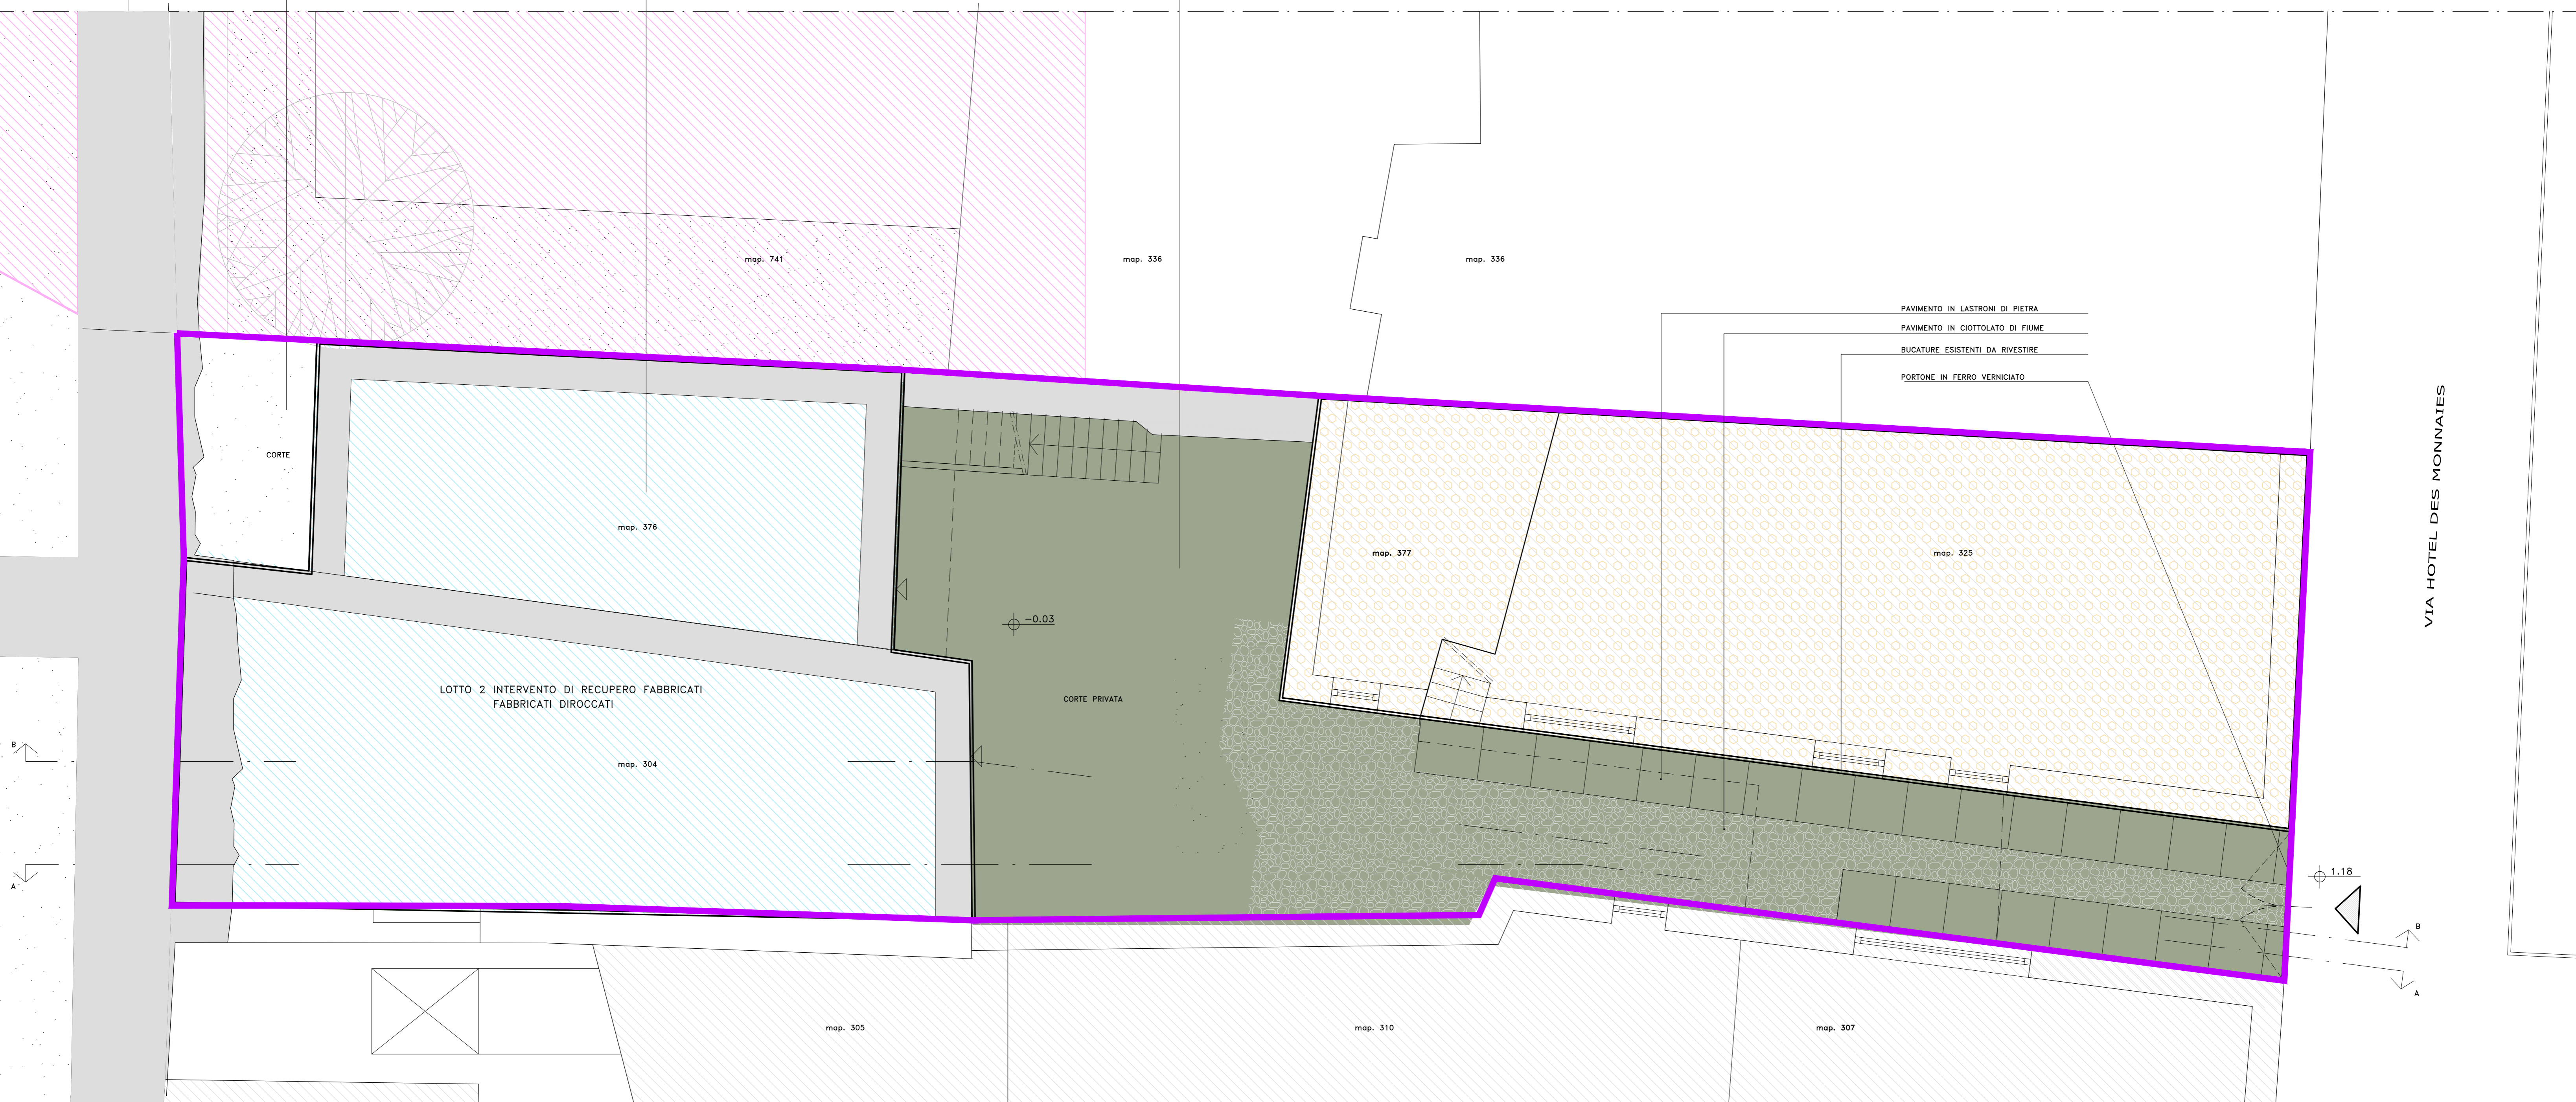 map. 741
map. 336
map. 336
PAVIMENTO IN LASTRONI DI PIETRA
PAVIMENTO IN CIOTTOLATO DI FIUME
BUCATURE ESISTENTI DA RIVESTIRE
PORTONE IN FERRO VERNICIATO
VIA HOTEL DES MONNAIES
CORTE
map. 376
map. 377
map. 325
-0.03
LOTTO 2 INTERVENTO DI RECUPERO FABBRICATI
FABBRICATI DIROCCATI
CORTE PRIVATA
map. 304
B
A
1.18
B
A
map. 305
map. 310
map. 307